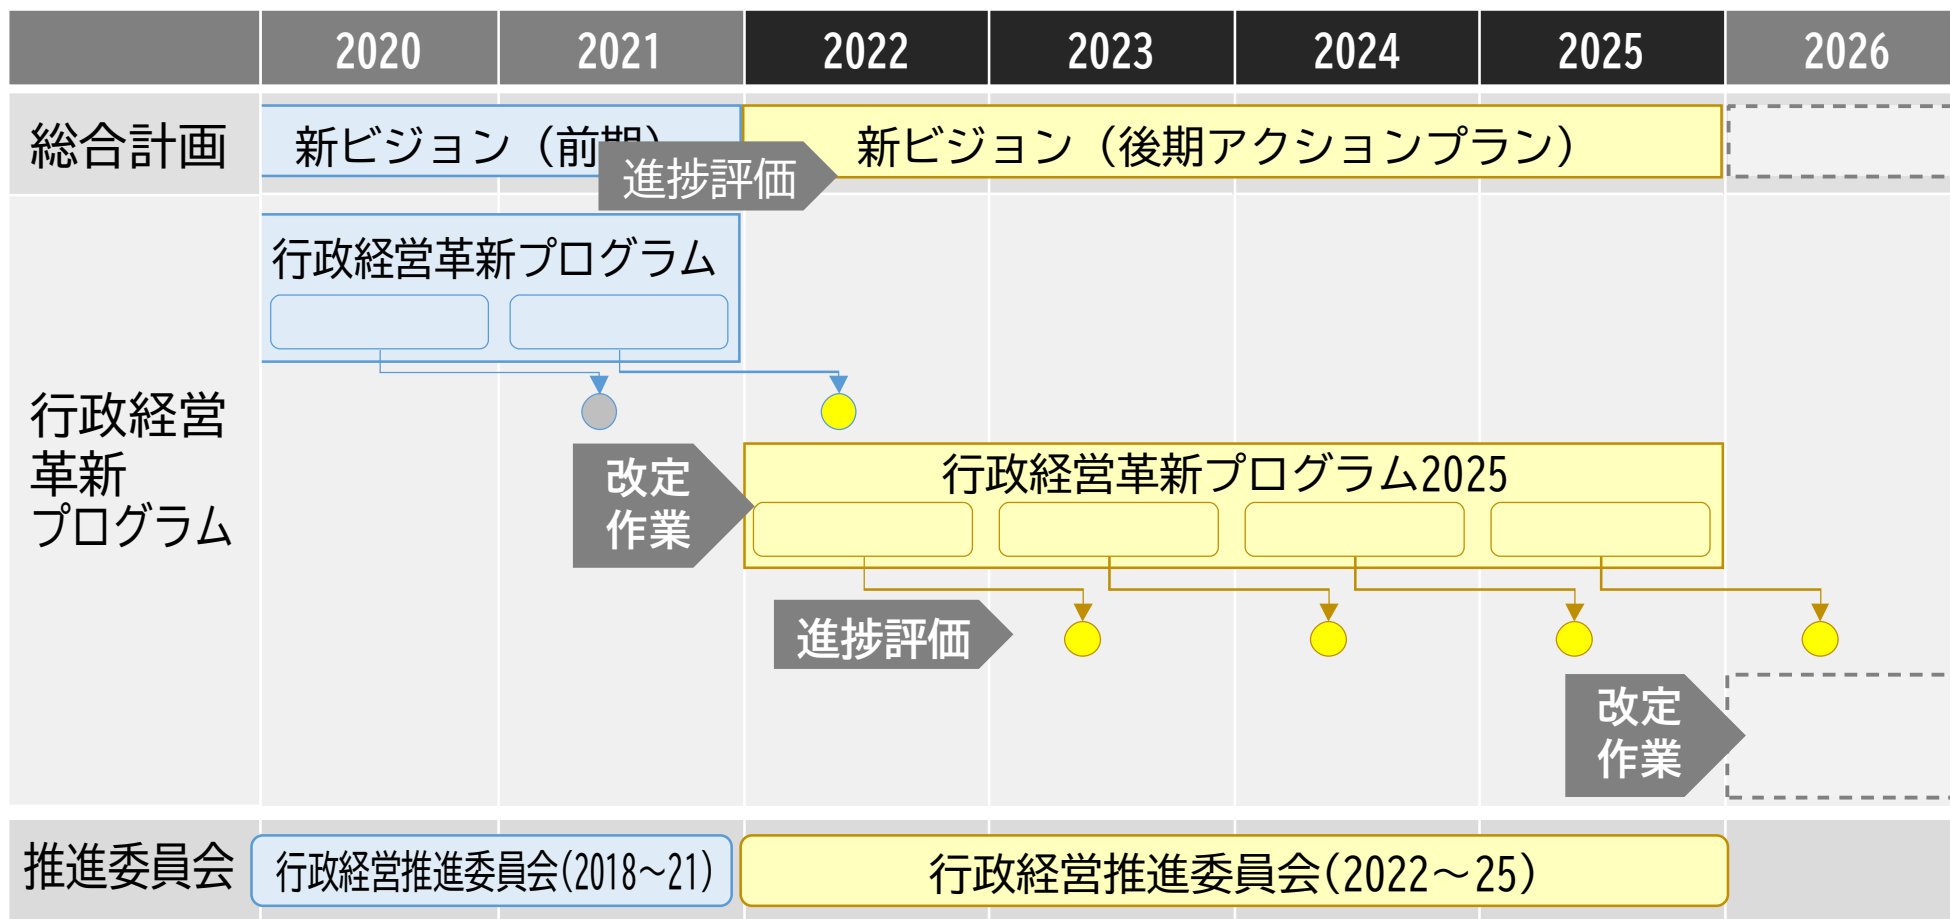 2020 2021 2022 2023 2024 2025 2026
総合計画
新ビジョン（前期）
新ビジョン（後期アクションプラン）
進捗評価
行政経営
革新
プログラム
行政経営革新プログラム
改定
作業
行政経営革新プログラム2025
進捗評価
改定
作業
推進委員会
行政経営推進委員会(2018～21)
行政経営推進委員会(2022～25)